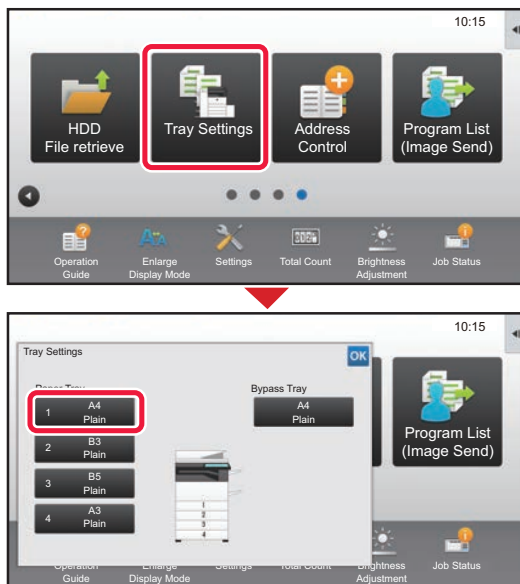 10:15
HDD
File retrieve
Tray Settings
Address
Control
Program List
(Image Send)
Operation
Guide
Enlarge
Display Mode
Settings
Total Count
Brightness
Adjustment
Job Status
10:15
Tray Settings
OK
Paper Tray
Bypass Tray
1 A4
Plain
A4
Plain
2 B3
Plain
3 B5
Plain
4 A3
Plain
1
2
3
4
Program List
(Image Send)
Operation
Guide
Enlarge
Display Mode
Settings
Total Count
Brightness
Adjustment
Job Status